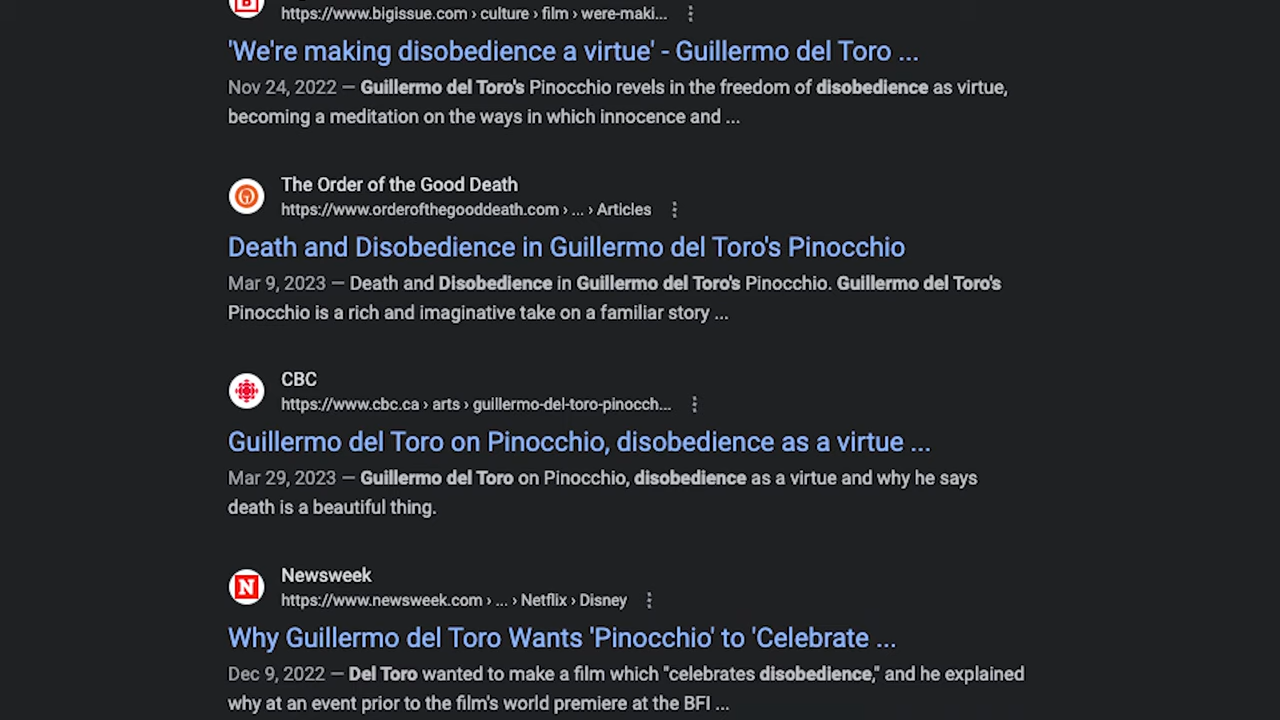 https://www.bigissue.com › culture › film › were-maki...
'We're making disobedience a virtue' - Guillermo del Toro ...
Nov 24, 2022 — Guillermo del Toro's Pinocchio revels in the freedom of disobedience as virtue,
becoming a meditation on the ways in which innocence and ...
The Order of the Good Death
https://www.orderofthegooddeath.com › ... › Articles
Death and Disobedience in Guillermo del Toro's Pinocchio
Mar 9, 2023 — Death and Disobedience in Guillermo del Toro's Pinocchio. Guillermo del Toro's
Pinocchio is a rich and imaginative take on a familiar story ...
CBC
https://www.cbc.ca › arts › guillermo-del-toro-pinocch...
Guillermo del Toro on Pinocchio, disobedience as a virtue ...
Mar 29, 2023 — Guillermo del Toro on Pinocchio, disobedience as a virtue and why he says
death is a beautiful thing.
Newsweek
N
https://www.newsweek.com › ... › Netflix › Disney
Why Guillermo del Toro Wants 'Pinocchio' to 'Celebrate ...
Dec 9, 2022 — Del Toro wanted to make a film which "celebrates disobedience," and he explained
why at an event prior to the film's world premiere at the BFI ...